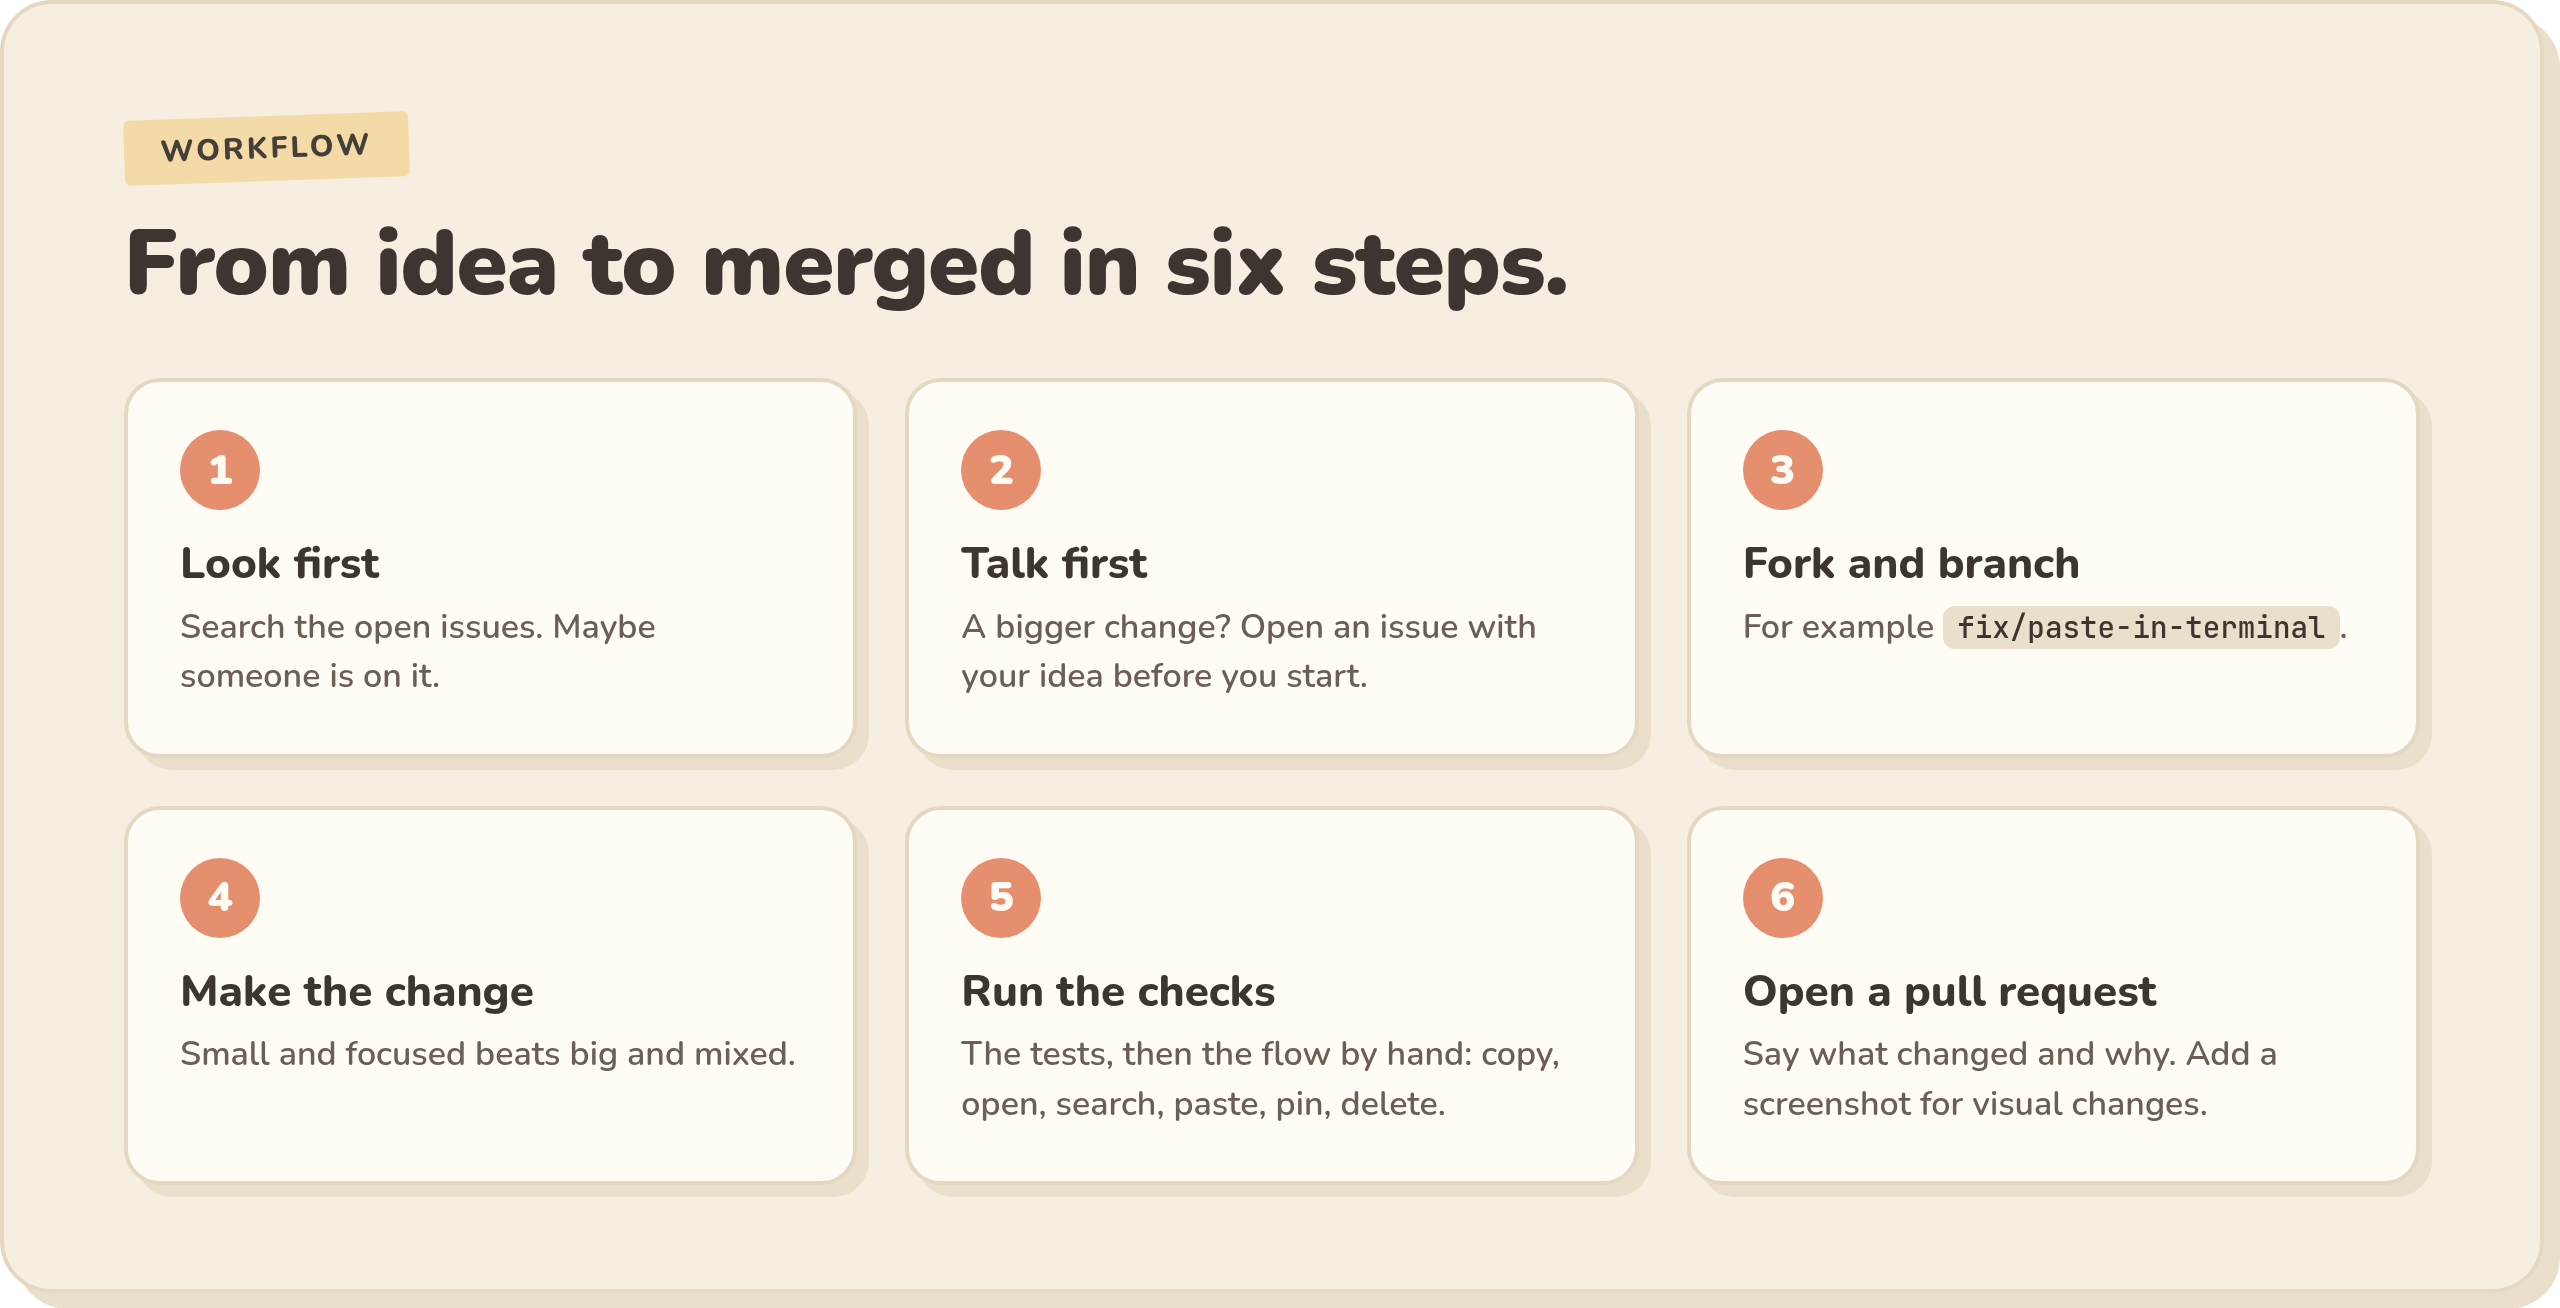 WORKFLOW
From idea to merged in six steps.
1
Look first
Search the open issues. Maybe
someone is on it.
2
Talk first
A bigger change? Open an issue with
your idea before you start.
3
Fork and branch
For example fix/paste-in-terminal.
4
Make the change
Small and focused beats big and mixed.
5
Run the checks
The tests, then the flow by hand: copy,
open, search, paste, pin, delete.
6
Open a pull request
Say what changed and why. Add a
screenshot for visual changes.